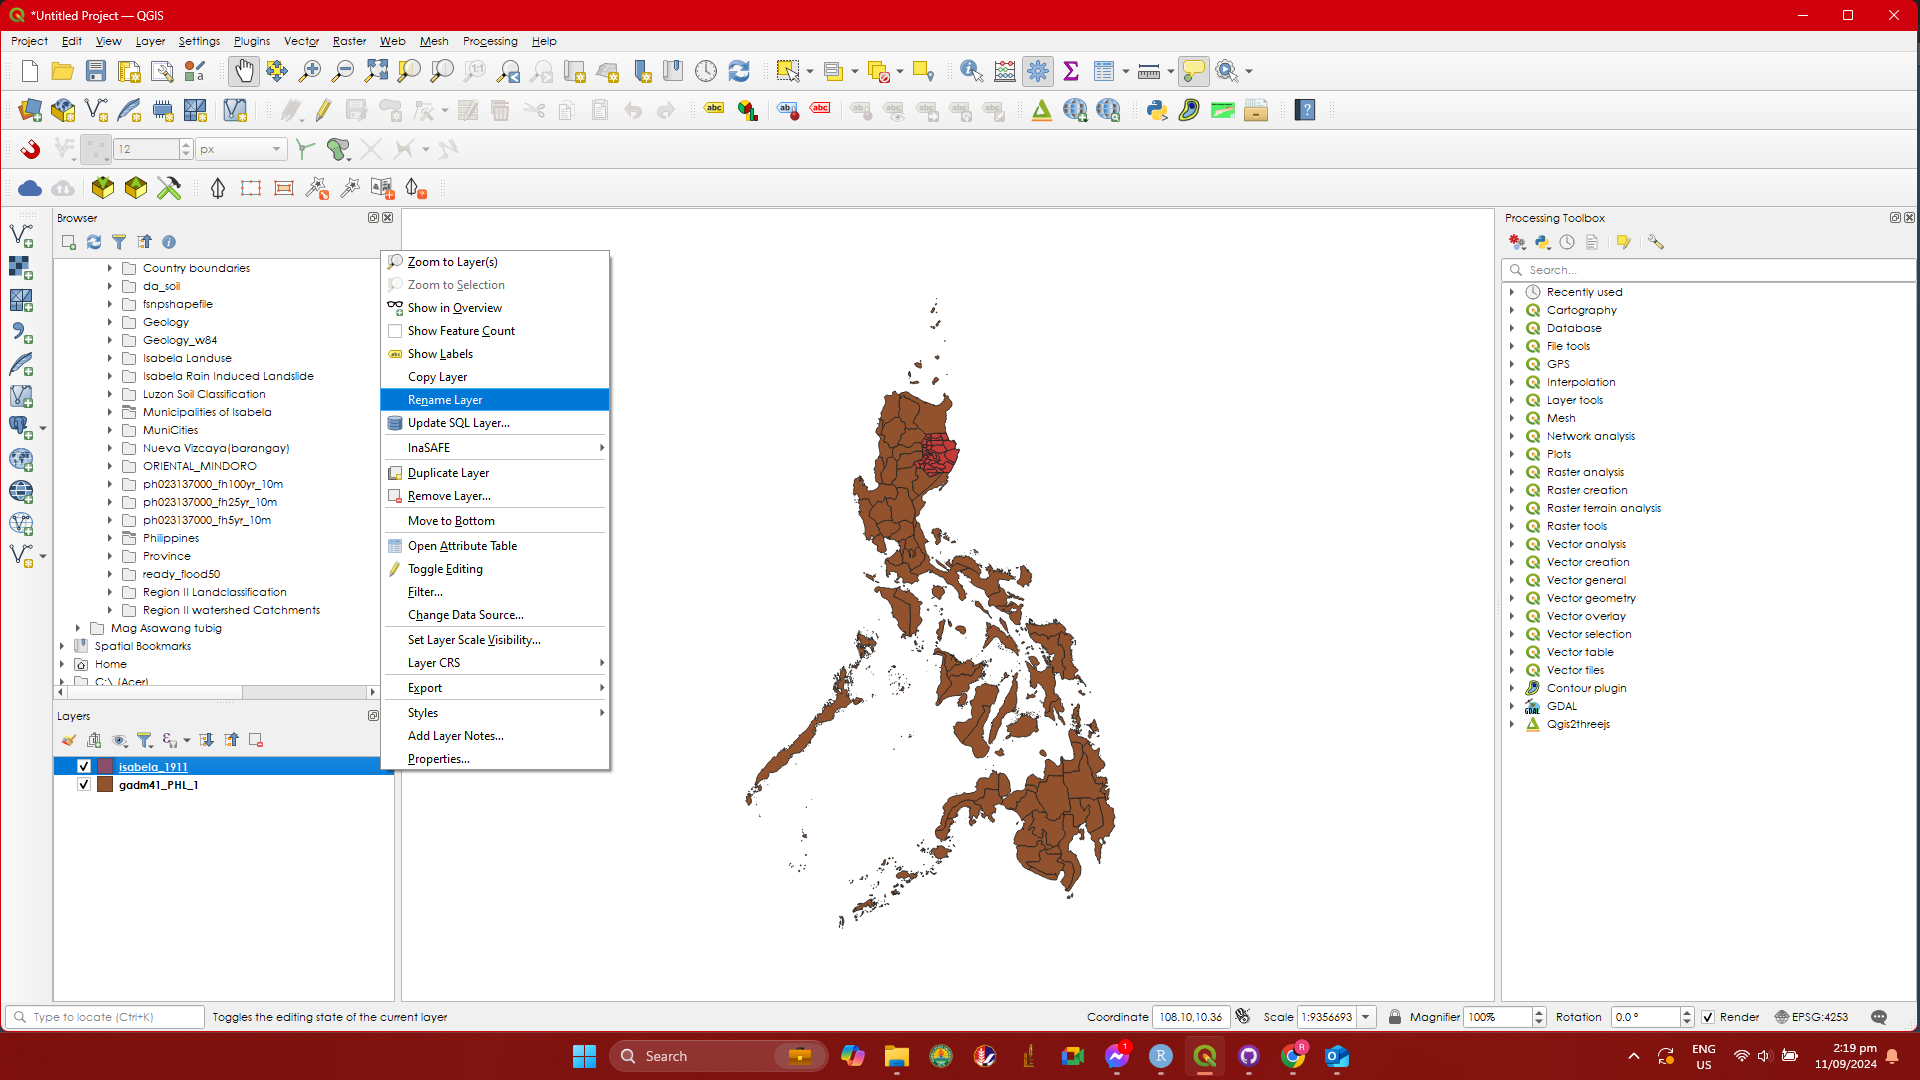 *Untitled Project — QGIS
Project Edit View Layer Settings Plugins Vector Raster Web Mesh Processing Help
12 px
Browser
Country boundaries
da_soil
fsnpshapefile
Geology
Geology_w84
Isabela Landuse
Isabela Rain Induced Landslide
Luzon Soil Classification
Municipalities of Isabela
MuniCities
Nueva Vizcaya(barangay)
ORIENTAL_MINDORO
ph023137000_fh100yr_10m
ph023137000_fh25yr_10m
ph023137000_fh5yr_10m
Philippines
Province
ready_flood50
Region II Landclassification
Region II watershed Catchments
Mag Asawang tubig
Spatial Bookmarks
Home
C:\ (Acer)
Layers
isabela_1911
gadm41_PHL_1
Zoom to Layer(s)
Zoom to Selection
Show in Overview
Show Feature Count
Show Labels
Copy Layer
Rename Layer
Update SQL Layer...
InaSAFE
Duplicate Layer
Remove Layer...
Move to Bottom
Open Attribute Table
Toggle Editing
Filter...
Change Data Source...
Set Layer Scale Visibility...
Layer CRS
Export
Styles
Add Layer Notes...
Properties...
Processing Toolbox
Search...
Recently used
Cartography
Database
File tools
GPS
Interpolation
Layer tools
Mesh
Network analysis
Plots
Raster analysis
Raster creation
Raster terrain analysis
Raster tools
Vector analysis
Vector creation
Vector general
Vector geometry
Vector overlay
Vector selection
Vector table
Vector tiles
Contour plugin
GDAL
Qgis2threejs
Type to locate (Ctrl+K) Toggles the editing state of the current layer Coordinate 108.10,10.36 Scale 1:9356693 Magnifier 100% Rotation 0.0 ° Render EPSG:4253
Search
ENG
US
2:19 pm
11/09/2024